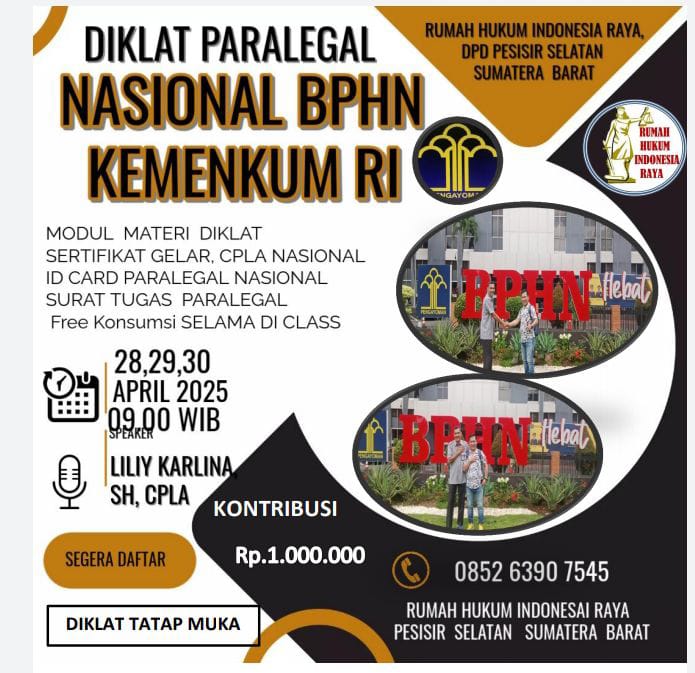 DIKLAT PARALEGAL
NASIONAL BPHN
KEMENKUM RI
PENGAYOMAN
RUMAH HUKUM INDONESIA RAYA,
DPD PESISIR SELATAN
SUMATERA BARAT
RUMAH
HUKUM
INDONESIA
RAYA
MODUL MATERI DIKLAT
SERTIFIKAT GELAR, CPLA NASIONAL
ID CARD PARALEGAL NASIONAL
SURAT TUGAS PARALEGAL
Free Konsumsi SELAMA DI CLASS
PENGAYOMAN
BPHN
Hebat
28,29,30
APRIL 2025
09.00 WIB
SPEAKER
LILIY KARLINA,
SH, CPLA
PENGAYOMAN
BPHN
Hebat
KONTRIBUSI
Rp.1.000.000
SEGERA DAFTAR
DIKLAT TATAP MUKA
0852 6390 7545
RUMAH HUKUM INDONESAI RAYA
PESISIR SELATAN SUMATERA BARAT